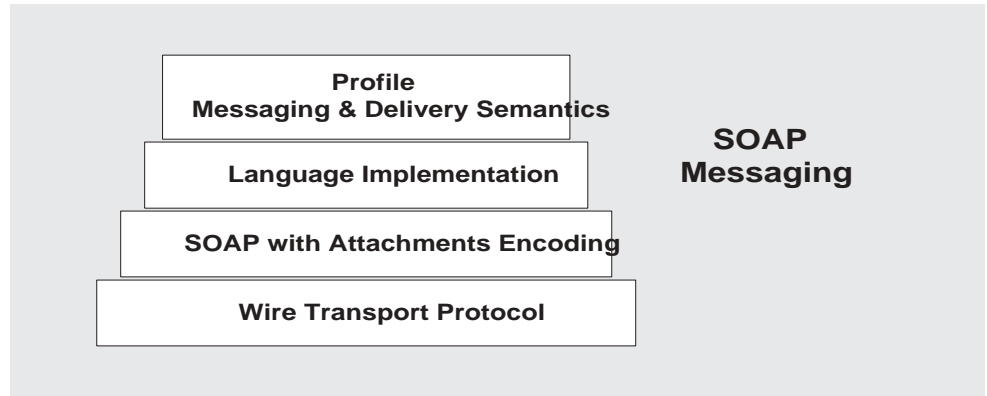 Profile
Messaging & Delivery Semantics
SOAP
Messaging
Language Implementation
SOAP with Attachments Encoding
Wire Transport Protocol